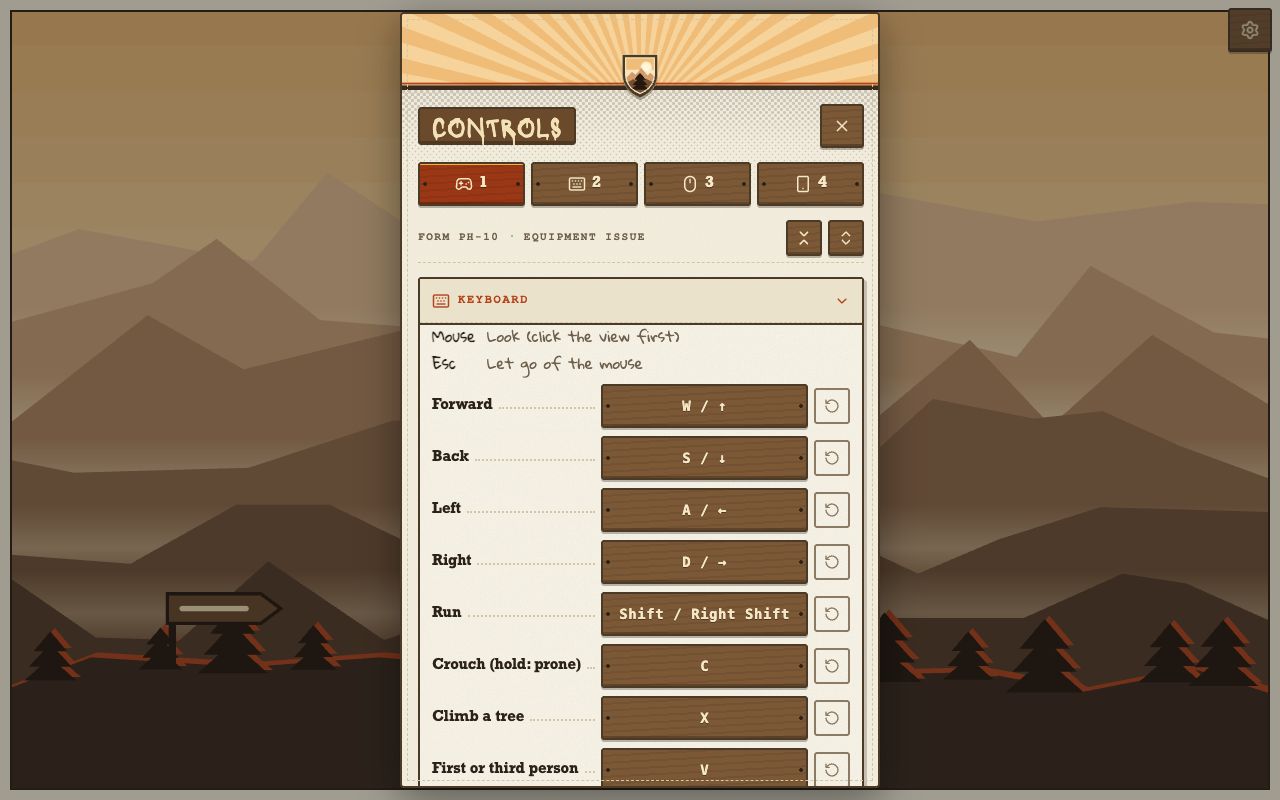 CONTROLS
1 2 3 4
FORM PH-10 · EQUIPMENT ISSUE
KEYBOARD
Mouse Look (click the view first)
Esc Let go of the mouse
Forward W / ↑
Back S / ↓
Left A / ←
Right D / →
Run Shift / Right Shift
Crouch (hold: prone) C
Climb a tree X
First or third person V